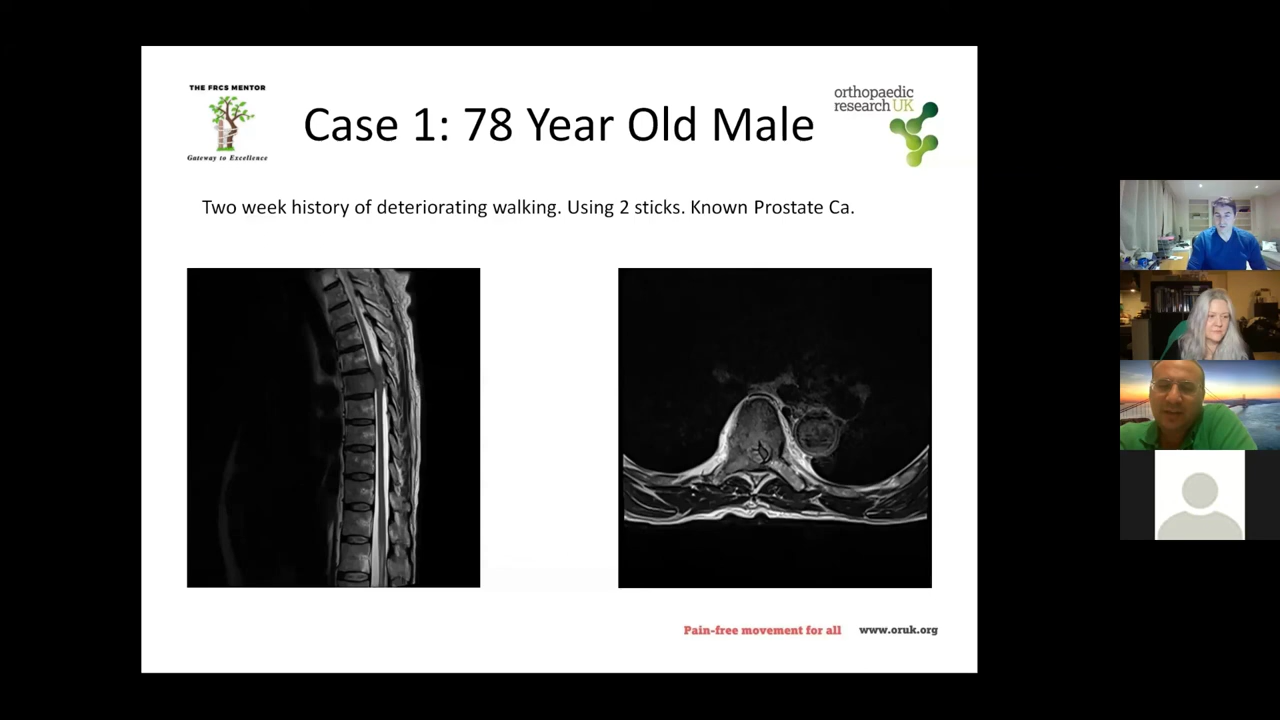 THE FRCS MENTOR
Gateway to Excellence
orthopaedic
research UK
Case 1: 78 Year Old Male
Two week history of deteriorating walking. Using 2 sticks. Known Prostate Ca.
Pain-free movement for all www.oruk.org